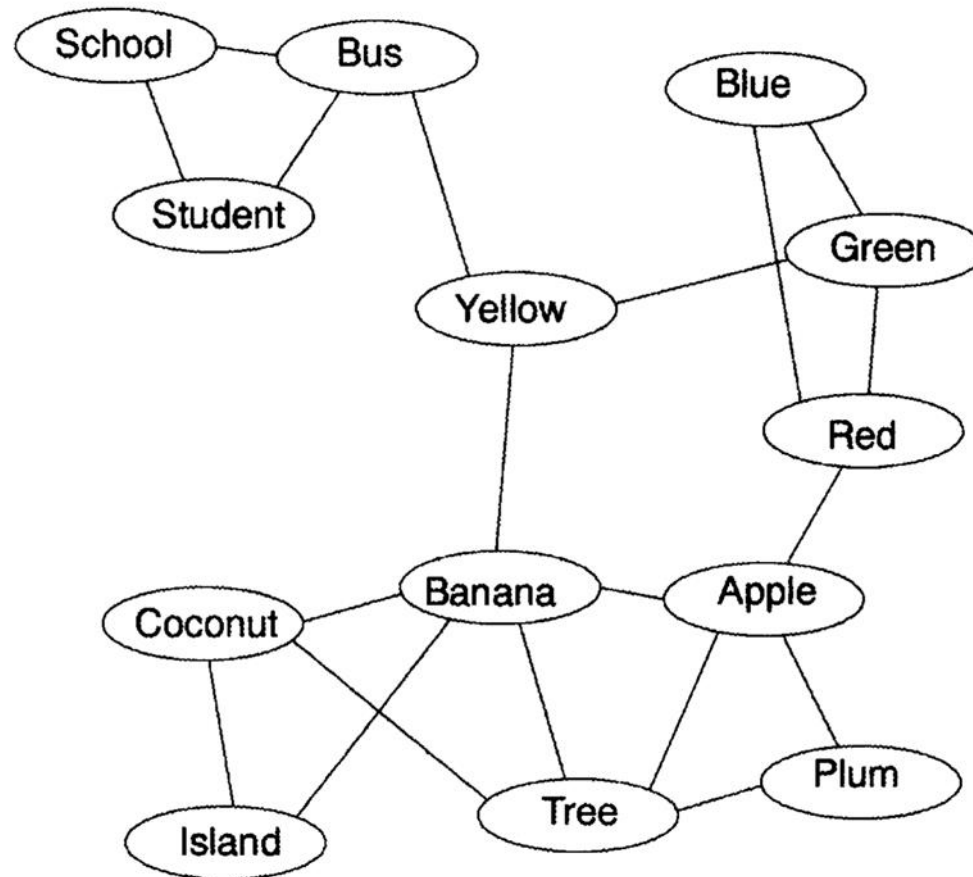 School
Bus
Blue
Student
Green
Yellow
Red
Banana
Apple
Coconut
Plum
Tree
Island